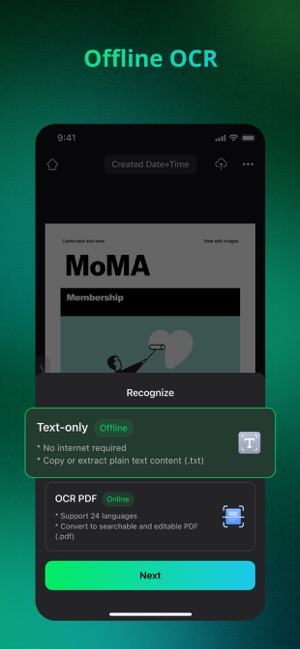 Offline OCR
9:41
Created Date+Time
Come back and save
View with images
MoMA
Membership
Recognize
Text-only Offline
* No internet required
* Copy or extract plain text content (.txt)
T
OCR PDF Online
* Support 24 languages
* Convert to searchable and editable PDF
(.pdf)
Next